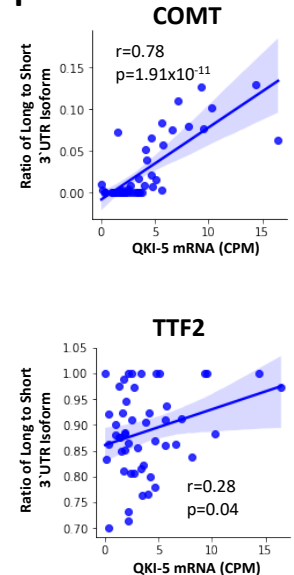 COMT
r=0.78
p=1.91x10⁻¹¹
Ratio of Long to Short
3`UTR Isoform
0.15
0.10
0.05
0.00
0 5 10 15
QKI-5 mRNA (CPM)
TTF2
1.05
1.00
0.95
0.90
0.85
0.80
0.75
0.70
Ratio of Long to Short
3`UTR Isoform
r=0.28
p=0.04
0 5 10 15
QKI-5 mRNA (CPM)